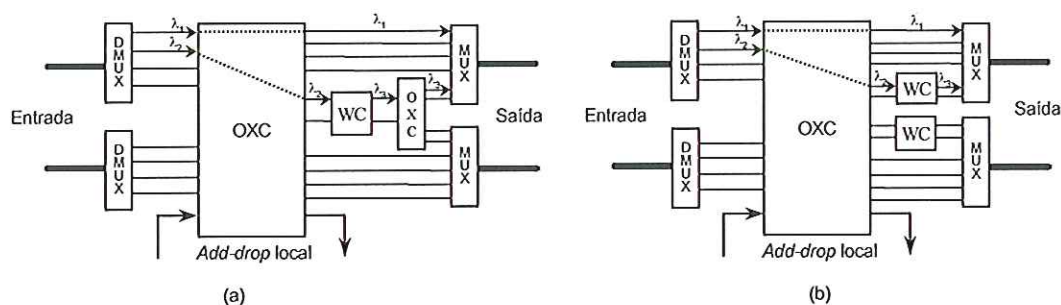 DMUX
λ₁
λ₂
OXC
λ₁
λ₂
WC
λ₃
OXC
λ₃
MUX
Entrada
Saída
DMUX
MUX
Add-drop local
(a)
DMUX
λ₁
λ₂
OXC
λ₁
λ₂
WC
λ₃
MUX
Entrada
Saída
WC
DMUX
MUX
Add-drop local
(b)